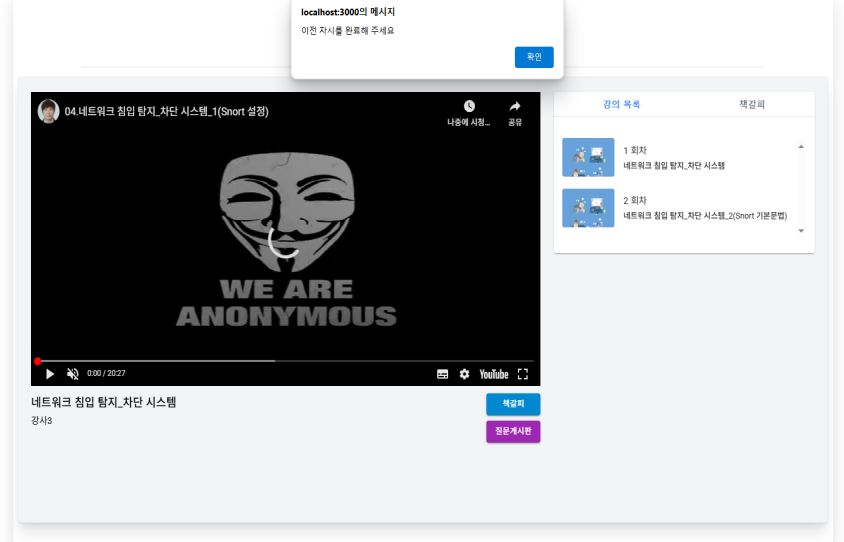 localhost:3000의 메시지
이전 차시를 완료해 주세요
확인
04.네트워크 침입 탐지_차단 시스템_1(Snort 설정)
나중에 시청...
공유
WE ARE
ANONYMOUS
0:00 / 20:27
YouTube
네트워크 침입 탐지_차단 시스템
강사3
책갈피
질문게시판
강의 목록
책갈피
1 회차
네트워크 침입 탐지_차단 시스템
2 회차
네트워크 침입 탐지_차단 시스템_2(Snort 기본문법)